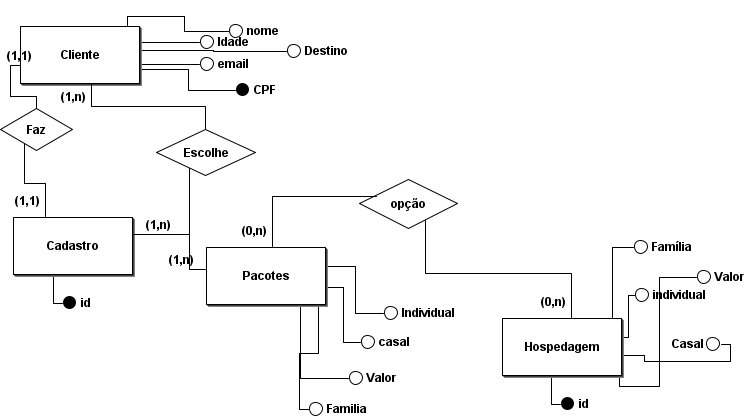 nome
Cliente
Idade
Destino
(1,1)
email
CPF
(1,n)
Faz
Escolhe
(1,1)
opção
(1,n)
(0,n)
Cadastro
Família
(1,n)
Pacotes
Valor
id
individual
(0,n)
Individual
casal
Hospedagem
Casal
Valor
id
Familia